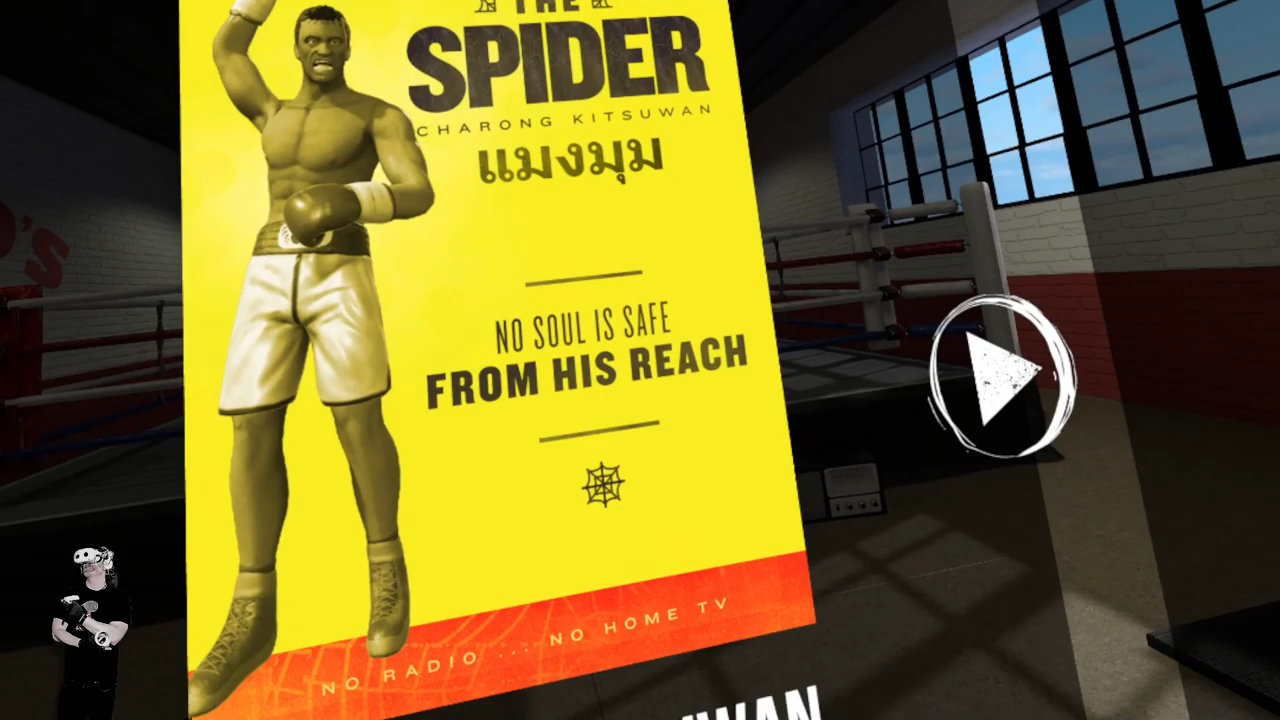 THE
SPIDER
CHARONG KITSUWAN
แมงมุม
NO SOUL IS SAFE
FROM HIS REACH
NO RADIO ... NO HOME TV